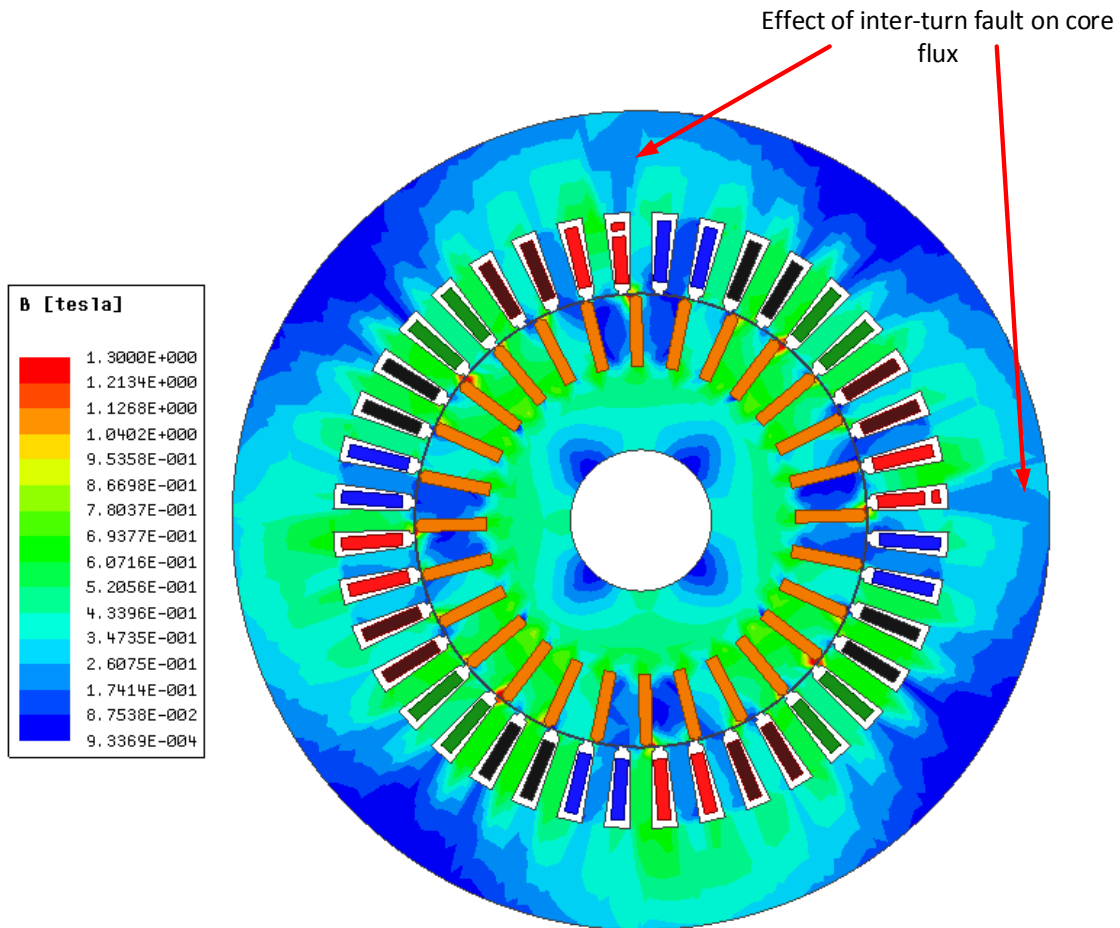 Effect of inter-turn fault on core
flux
B [tesla]
1.3000E+000
1.2134E+000
1.1268E+000
1.0402E+000
9.5358E-001
8.6698E-001
7.8037E-001
6.9377E-001
6.0716E-001
5.2056E-001
4.3396E-001
3.4735E-001
2.6075E-001
1.7414E-001
8.7538E-002
9.3369E-004